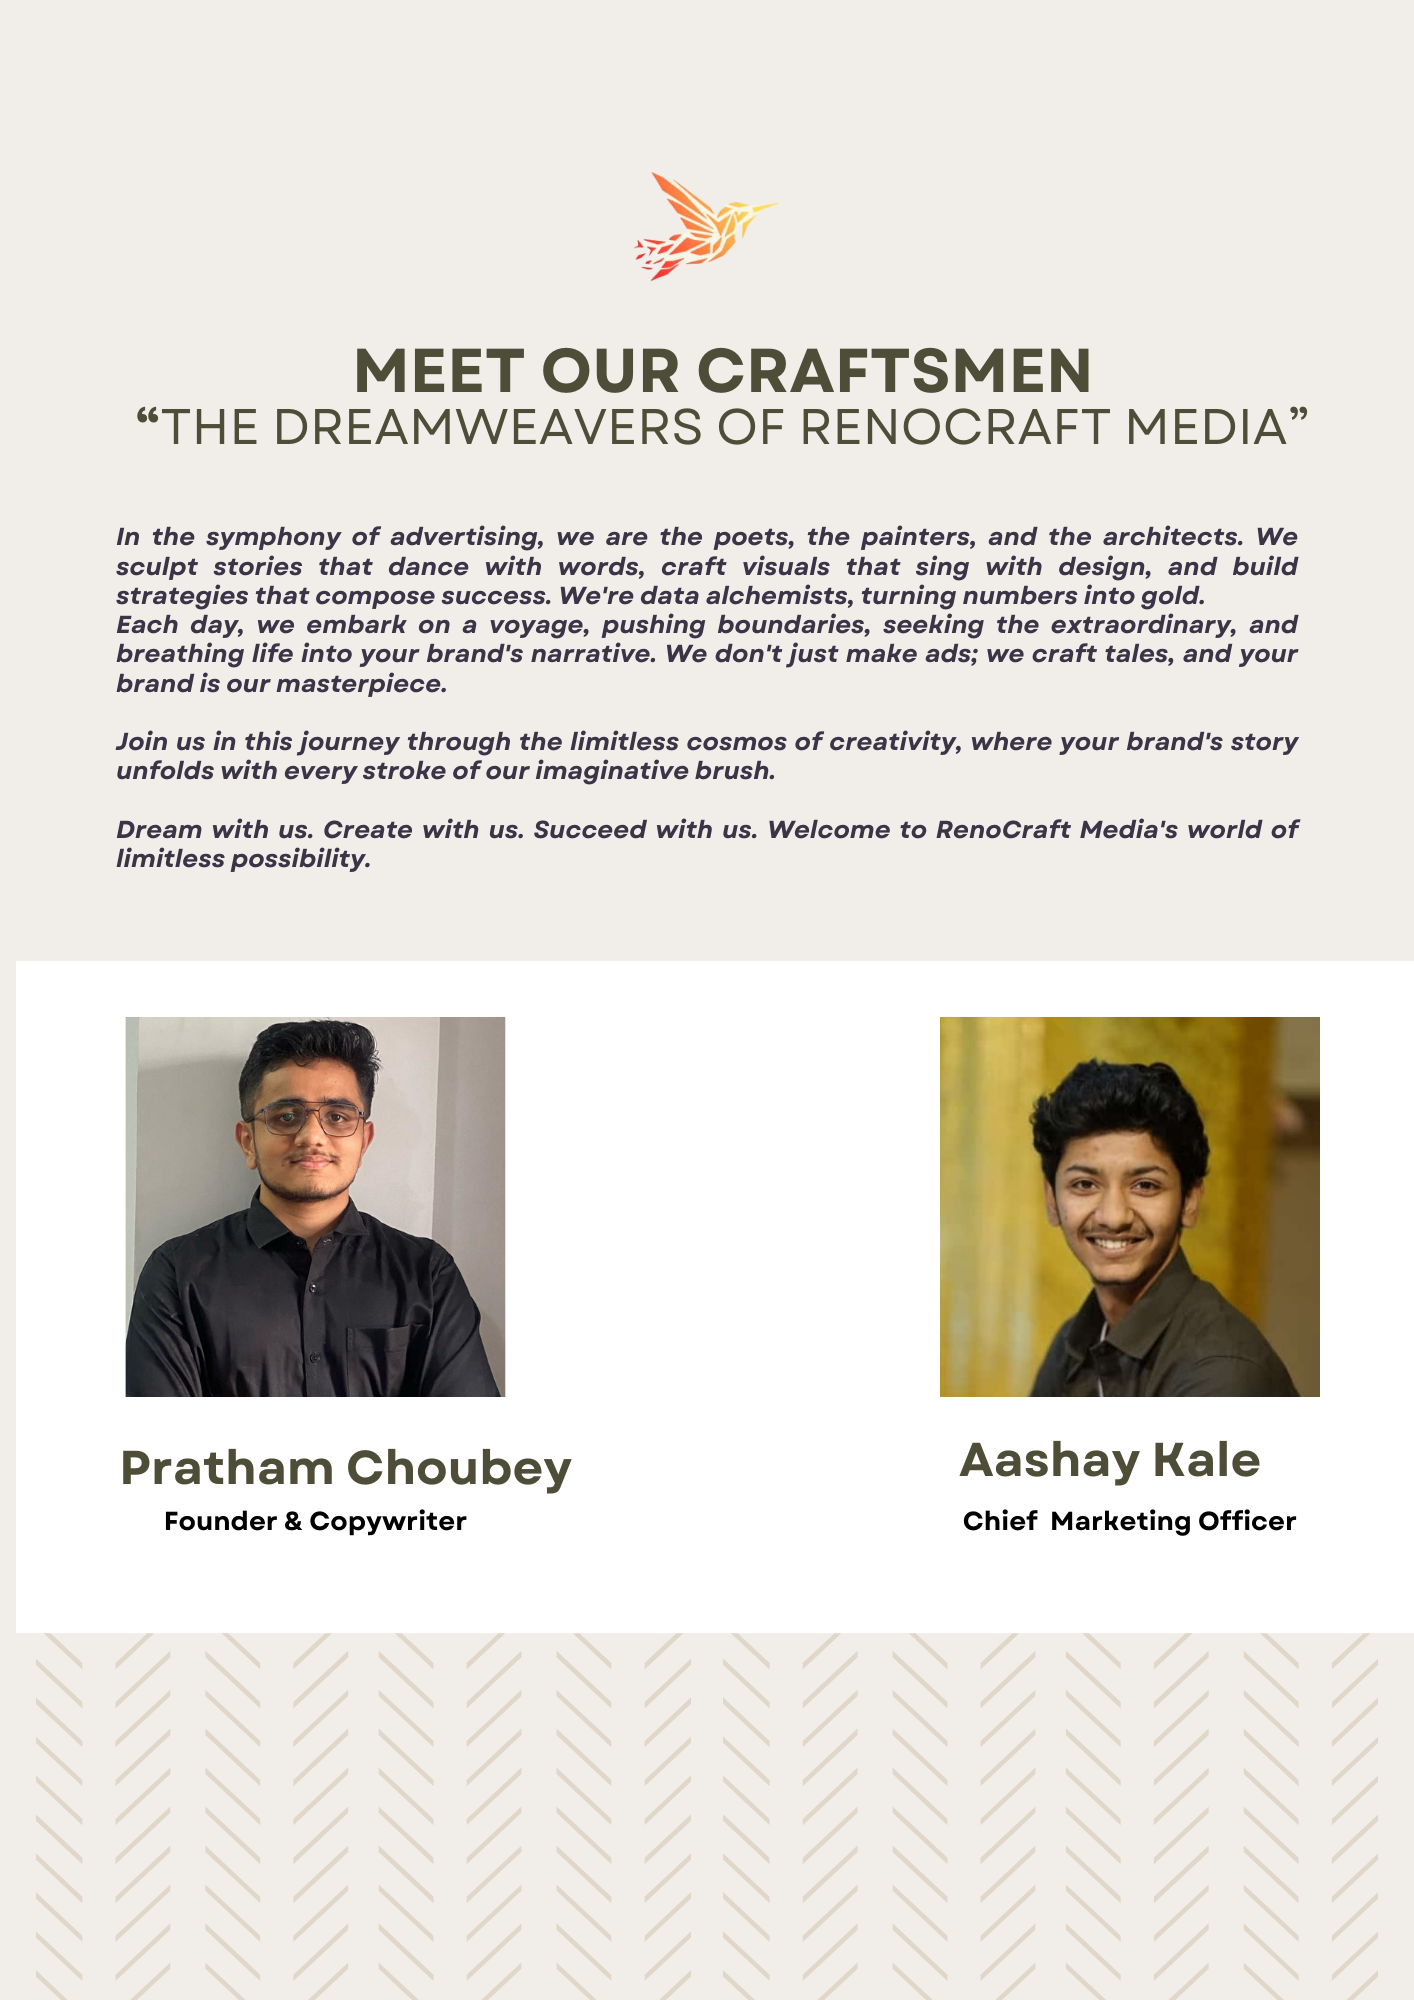 MEET OUR CRAFTSMEN
“THE DREAMWEAVERS OF RENOCRAFT MEDIA”
In the symphony of advertising, we are the poets, the painters, and the architects. We
sculpt stories that dance with words, craft visuals that sing with design, and build
strategies that compose success. We're data alchemists, turning numbers into gold.
Each day, we embark on a voyage, pushing boundaries, seeking the extraordinary, and
breathing life into your brand's narrative. We don't just make ads; we craft tales, and your
brand is our masterpiece.
Join us in this journey through the limitless cosmos of creativity, where your brand's story
unfolds with every stroke of our imaginative brush.
Dream with us. Create with us. Succeed with us. Welcome to RenoCraft Media's world of
limitless possibility.
Pratham Choubey
Founder & Copywriter
Aashay Kale
Chief Marketing Officer